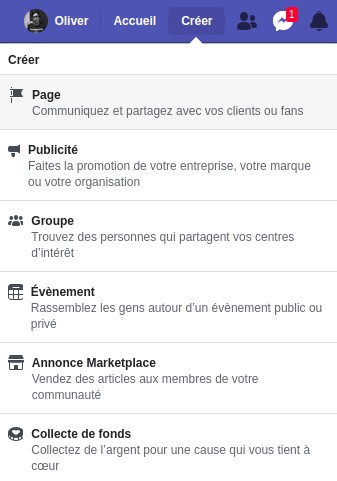 Oliver Accueil Créer 1
Créer
Page
Communiquez et partagez avec vos clients ou fans
Publicité
Faites la promotion de votre entreprise, votre marque
ou votre organisation
Groupe
Trouvez des personnes qui partagent vos centres
d’intérêt
Évènement
Rassemblez les gens autour d’un évènement public ou
privé
Annonce Marketplace
Vendez des articles aux membres de votre
communauté
Collecte de fonds
Collectez de l’argent pour une cause qui vous tient à
cœur